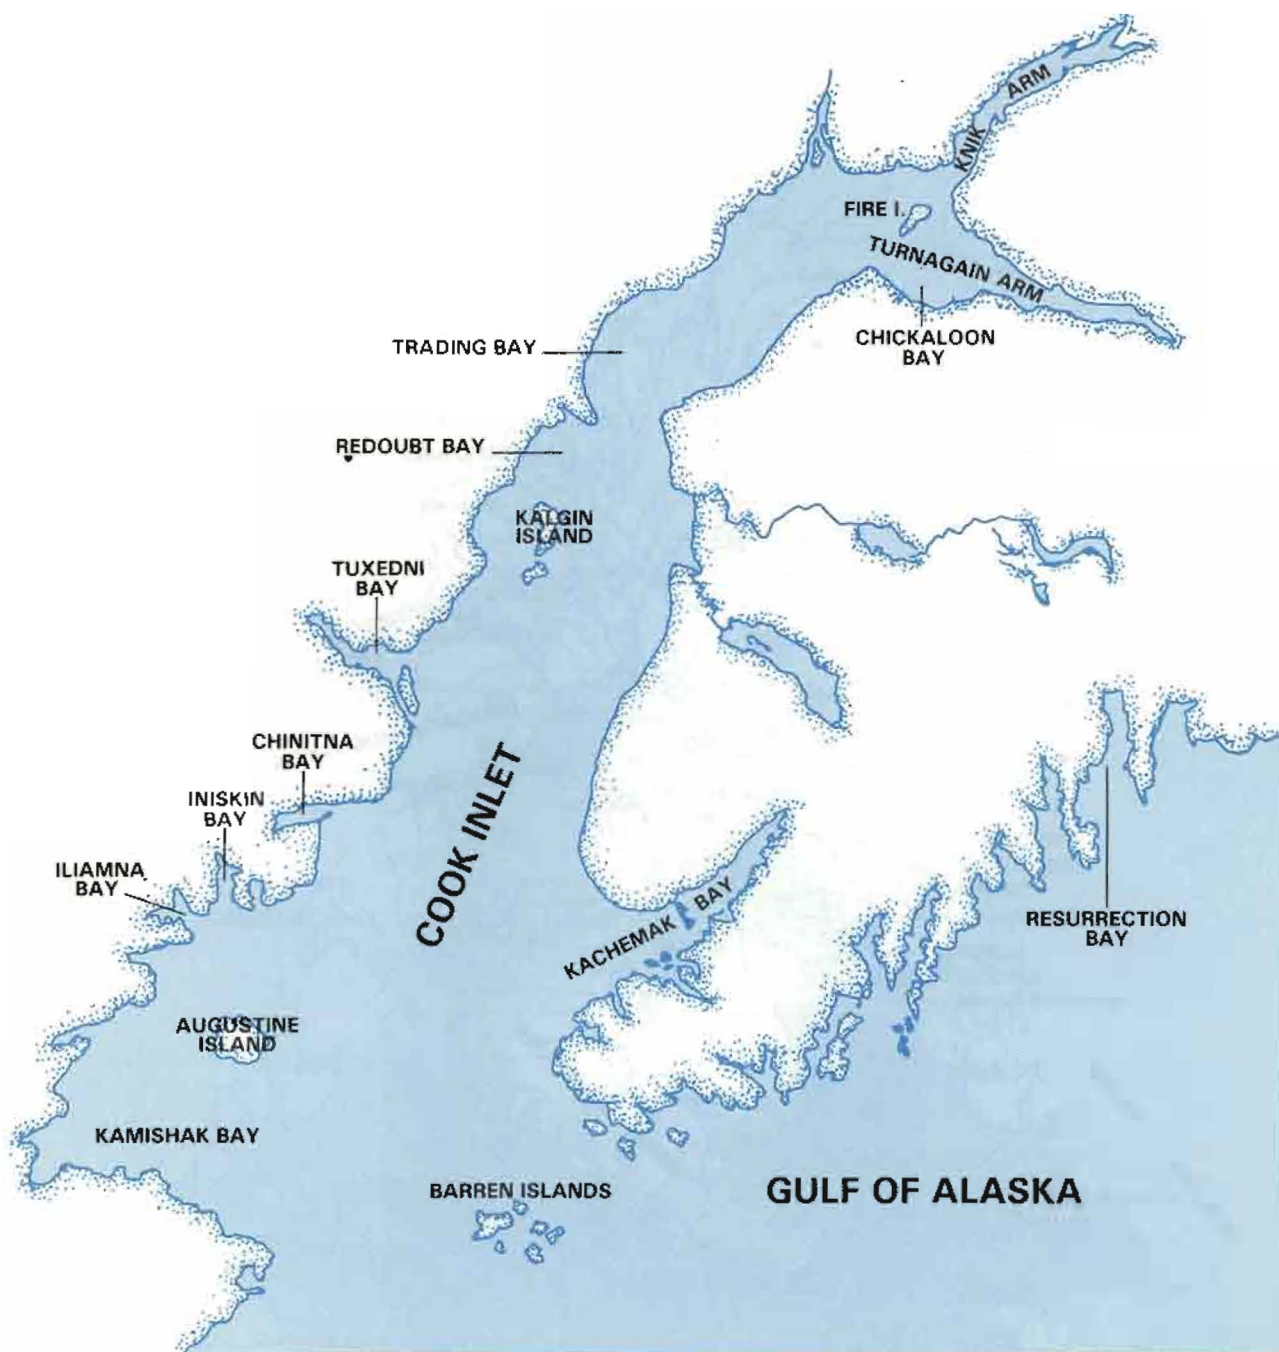 KNIK ARM
FIRE I.
TURNAGAIN ARM
CHICKALOON
BAY
TRADING BAY
REDOUBT BAY
KALGIN
ISLAND
TUXEDNI
BAY
CHINITNA
BAY
COOK INLET
INISKIN
BAY
ILIAMNA
BAY
KACHEMAK BAY
RESURRECTION
BAY
AUGUSTINE
ISLAND
KAMISHAK BAY
BARREN ISLANDS
GULF OF ALASKA